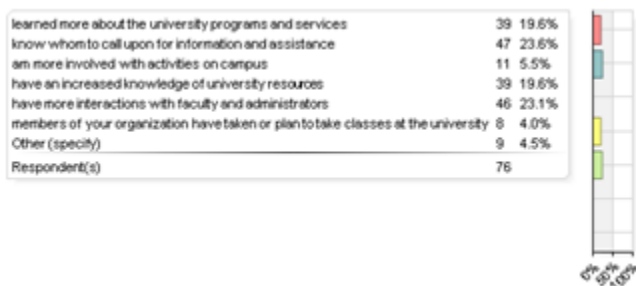 learned more about the university programs and services 39 19.6%
know whom to call upon for information and assistance 47 23.6%
am more involved with activities on campus 11 5.5%
have an increased knowledge of university resources 39 19.6%
have more interactions with faculty and administrators 46 23.1%
members of your organization have taken or plan to take classes at the university 8 4.0%
Other (specify) 9 4.5%
Respondent(s) 76
0% 50% 100%